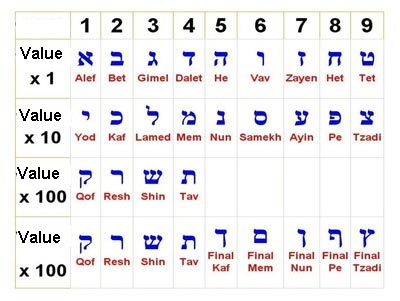 1 2 3 4 5 6 7 8 9
Value א ב ג ד ה ו ז ח ט
x 1 Alef Bet Gimel Dalet He Vav Zayen Het Tet
Value י כ ל מ ס נ ע פ צ
x 10 Yod Kaf Lamed Mem Nun Samekh Ayin Pe Tzadi
Value ק ר ש ת
x 100 Qof Resh Shin Tav
Value ק ר ש ת ך ם ן ף ץ
x 100 Qof Resh Shin Tav Final Kaf Final Mem Final Nun Final Pe Final Tzadi